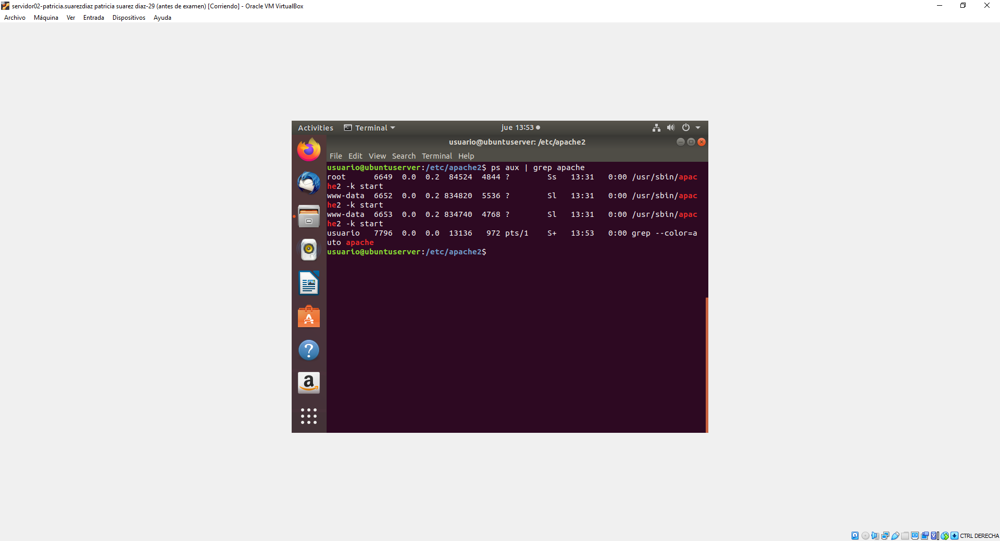 servidor02-patricia.suarezdiaz patricia suarez diaz-29 (antes de examen) [Corriendo] - Oracle VM VirtualBox
Archivo Máquina Ver Entrada Dispositivos Ayuda
Activities Terminal jue 13:53
usuario@ubuntuserver: /etc/apache2
File Edit View Search Terminal Help
usuario@ubuntuserver:/etc/apache2$ ps aux | grep apache
root      6649  0.0  0.2  84524  4844 ?        Ss   13:31   0:00 /usr/sbin/apac
he2 -k start
www-data  6652  0.0  0.2 834820  5536 ?        Sl   13:31   0:00 /usr/sbin/apac
he2 -k start
www-data  6653  0.0  0.2 834740  4768 ?        Sl   13:31   0:00 /usr/sbin/apac
he2 -k start
usuario   7796  0.0  0.0  13136   972 pts/1    S+   13:53   0:00 grep --color=a
uto apache
usuario@ubuntuserver:/etc/apache2$
CTRL DERECHA